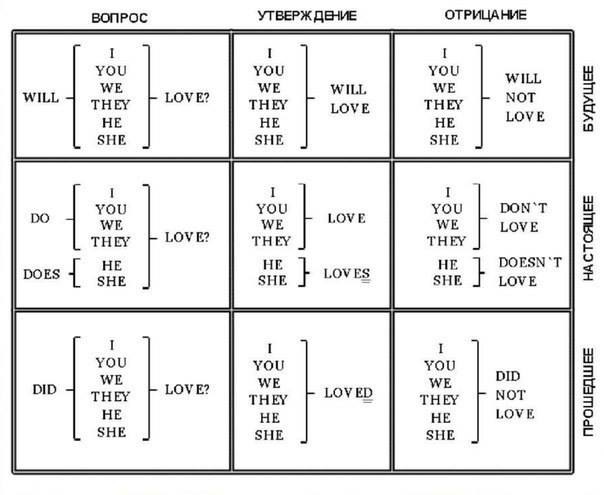 ВОПРОС
УТВЕРЖДЕНИЕ
ОТРИЦАНИЕ
WILL
I
YOU
WE
THEY
HE
SHE
LOVE?
I
YOU
WE
THEY
HE
SHE
WILL
LOVE
I
YOU
WE
THEY
HE
SHE
WILL
NOT
LOVE
БУДУЩЕЕ
DO
DOES
I
YOU
WE
THEY
HE
SHE
LOVE?
I
YOU
WE
THEY
LOVE
HE
SHE
LOVES
I
YOU
WE
THEY
DON`T
LOVE
HE
SHE
DOESN`T
LOVE
НАСТОЯЩЕЕ
DID
I
YOU
WE
THEY
HE
SHE
LOVE?
I
YOU
WE
THEY
HE
SHE
LOVED
I
YOU
WE
THEY
HE
SHE
DID
NOT
LOVE
ПРОШЕДШЕЕ